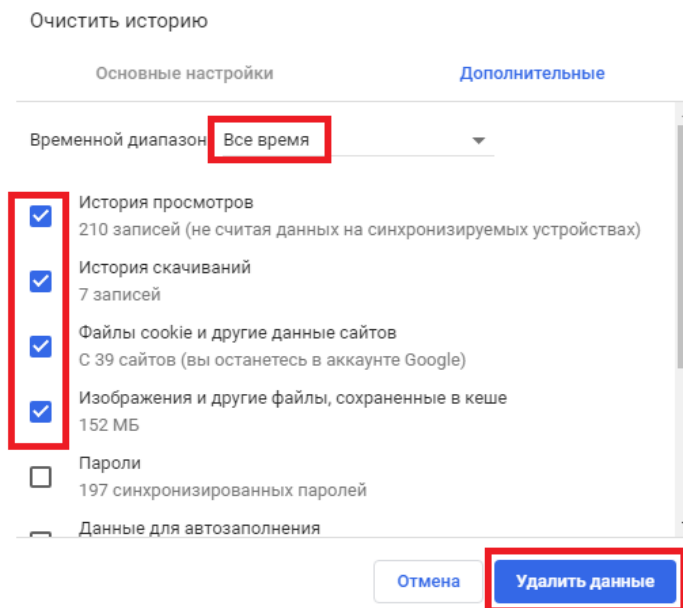 Очистить историю
Основные настройки
Дополнительные
Временной диапазон
Все время
История просмотров
210 записей (не считая данных на синхронизируемых устройствах)
История скачиваний
7 записей
Файлы cookie и другие данные сайтов
С 39 сайтов (вы останетесь в аккаунте Google)
Изображения и другие файлы, сохраненные в кеше
152 МБ
Пароли
197 синхронизированных паролей
Данные для автозаполнения
Отмена
Удалить данные